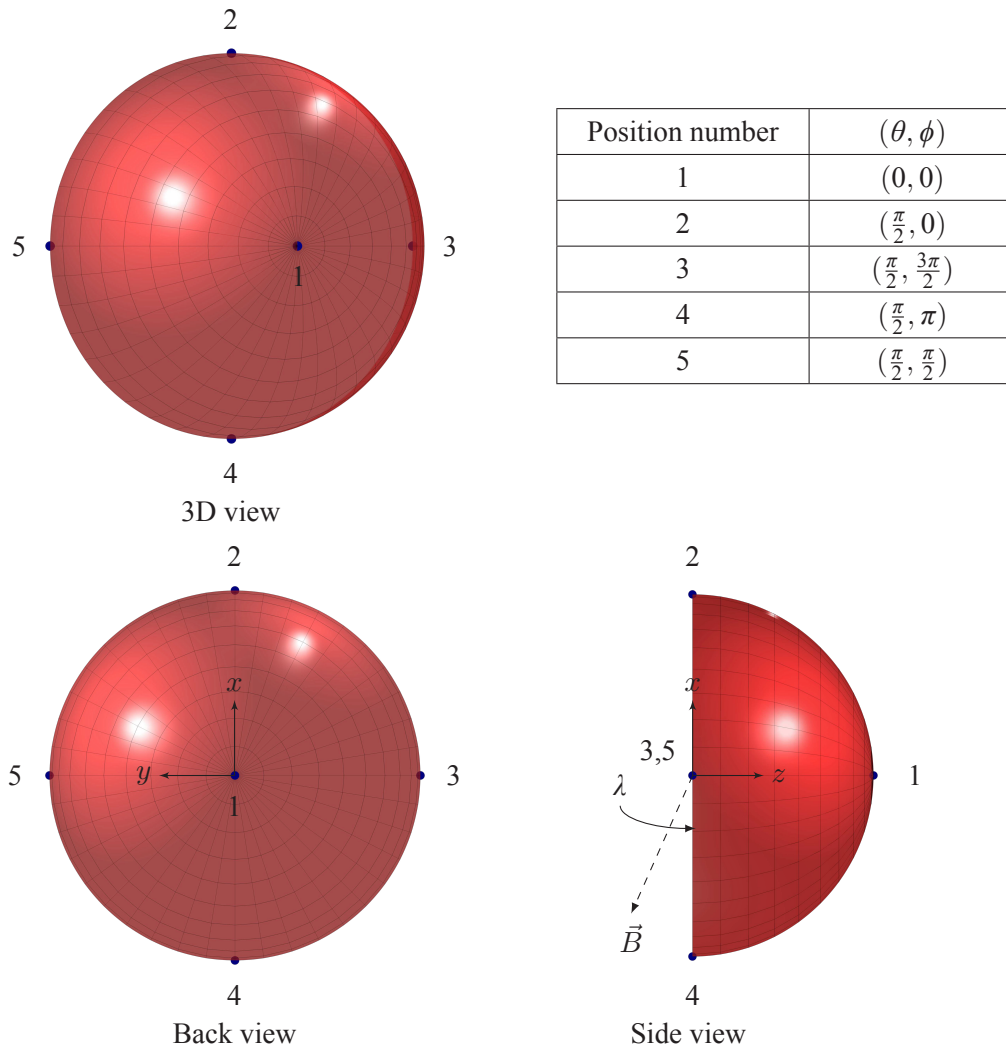 2
5
3
1
4
3D view
Position number (θ, ϕ)
1 (0, 0)
2 (π/2, 0)
3 (π/2, 3π/2)
4 (π/2, π)
5 (π/2, π/2)
2
x
5
y
3
1
4
Back view
2
x
3,5
z
1
λ
B⃗
4
Side view